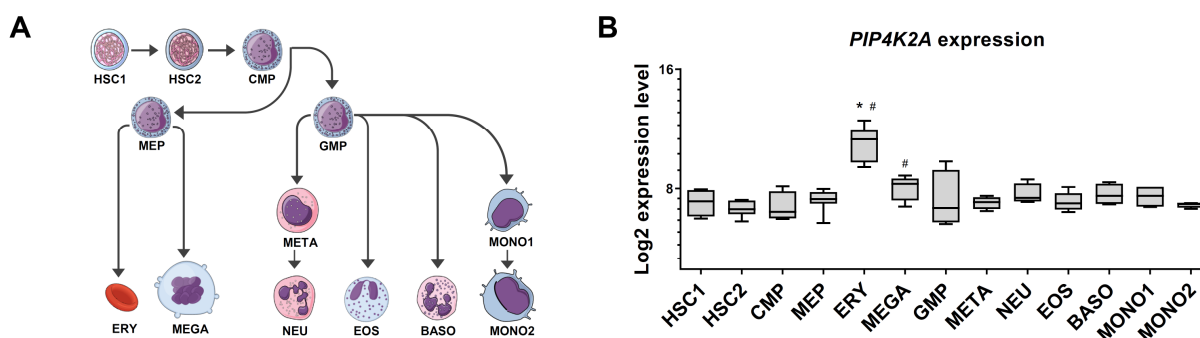 A
HSC1
HSC2
CMP
MEP
GMP
META
MONO1
ERY
MEGA
NEU
EOS
BASO
MONO2
B
PIP4K2A expression
Log2 expression level
16
8
* #
#
HSC1
HSC2
CMP
MEP
ERY
MEGA
GMP
META
NEU
EOS
BASO
MONO1
MONO2